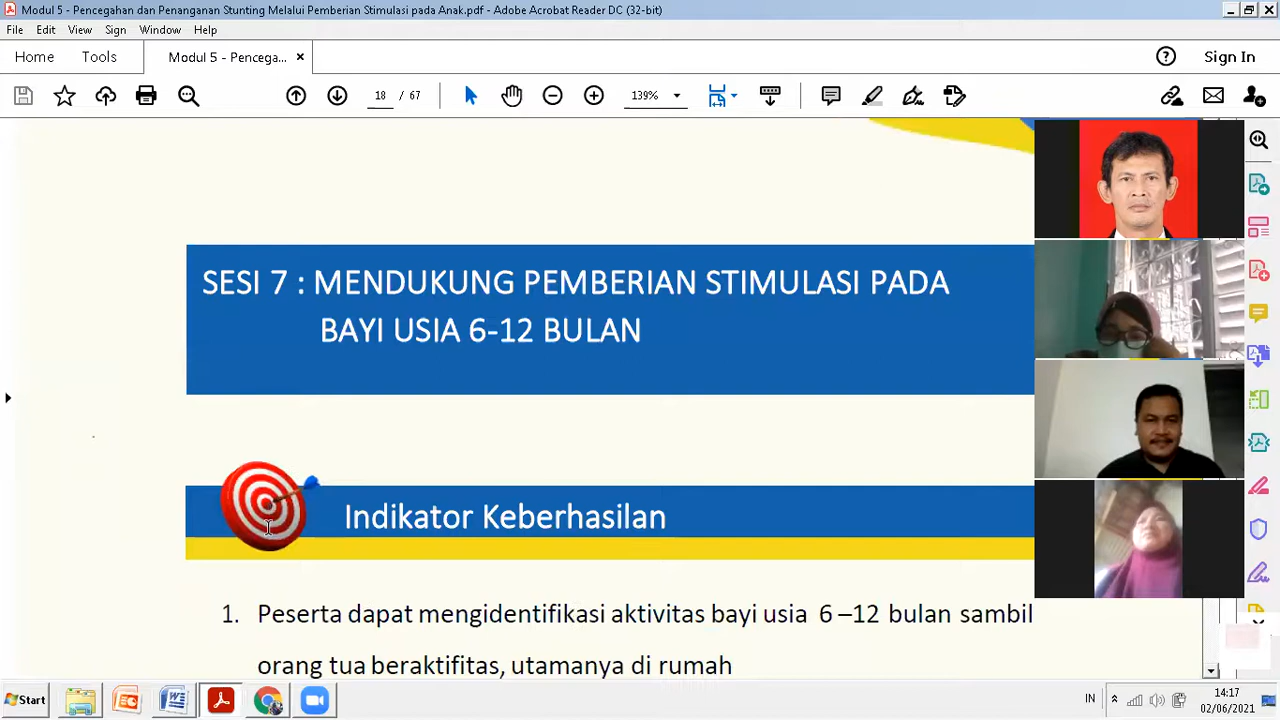 Modul 5 - Pencegahan dan Penanganan Stunting Melalui Pemberian Stimulasi pada Anak.pdf - Adobe Acrobat Reader DC (32-bit)
File Edit View Sign Window Help
Home Tools Modul 5 - Pencega... × Sign In
18 / 67 139%
SESI 7 : MENDUKUNG PEMBERIAN STIMULASI PADA
BAYI USIA 6-12 BULAN
Indikator Keberhasilan
1. Peserta dapat mengidentifikasi aktivitas bayi usia 6 –12 bulan sambil
orang tua beraktifitas, utamanya di rumah
Start IN 14:17
02/06/2021